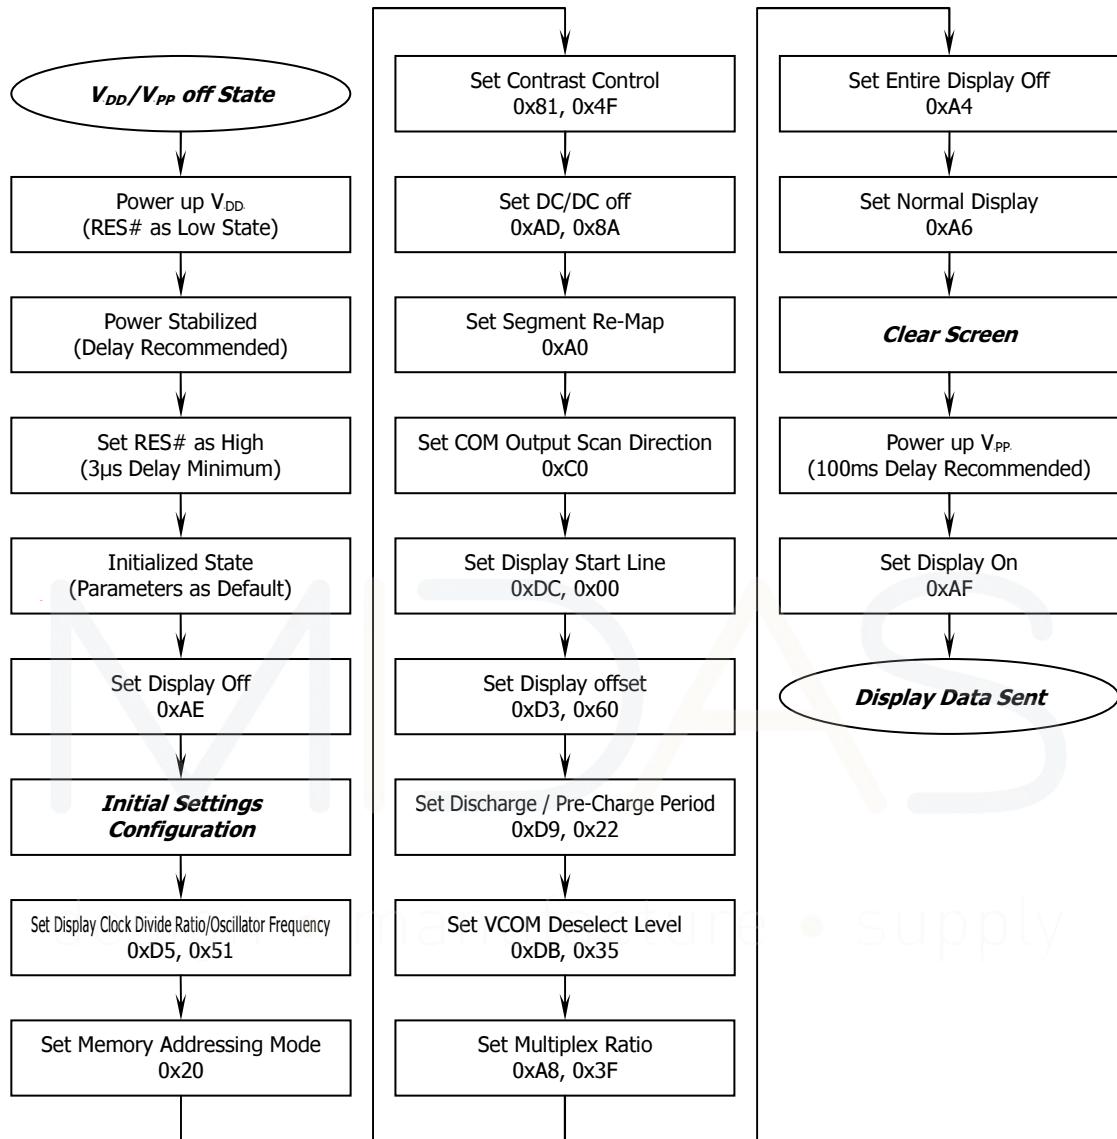 V_DD/V_PP off State
Power up V_DD
(RES# as Low State)
Power Stabilized
(Delay Recommended)
Set RES# as High
(3µs Delay Minimum)
Initialized State
(Parameters as Default)
Set Display Off
0xAE
Initial Settings
Configuration
Set Display Clock Divide Ratio/Oscillator Frequency
0xD5, 0x51
Set Memory Addressing Mode
0x20
Set Contrast Control
0x81, 0x4F
Set DC/DC off
0xAD, 0x8A
Set Segment Re-Map
0xA0
Set COM Output Scan Direction
0xC0
Set Display Start Line
0xDC, 0x00
Set Display offset
0xD3, 0x60
Set Discharge / Pre-Charge Period
0xD9, 0x22
Set VCOM Deselect Level
0xDB, 0x35
Set Multiplex Ratio
0xA8, 0x3F
Set Entire Display Off
0xA4
Set Normal Display
0xA6
Clear Screen
Power up V_PP
(100ms Delay Recommended)
Set Display On
0xAF
Display Data Sent
MIDAS
• supply